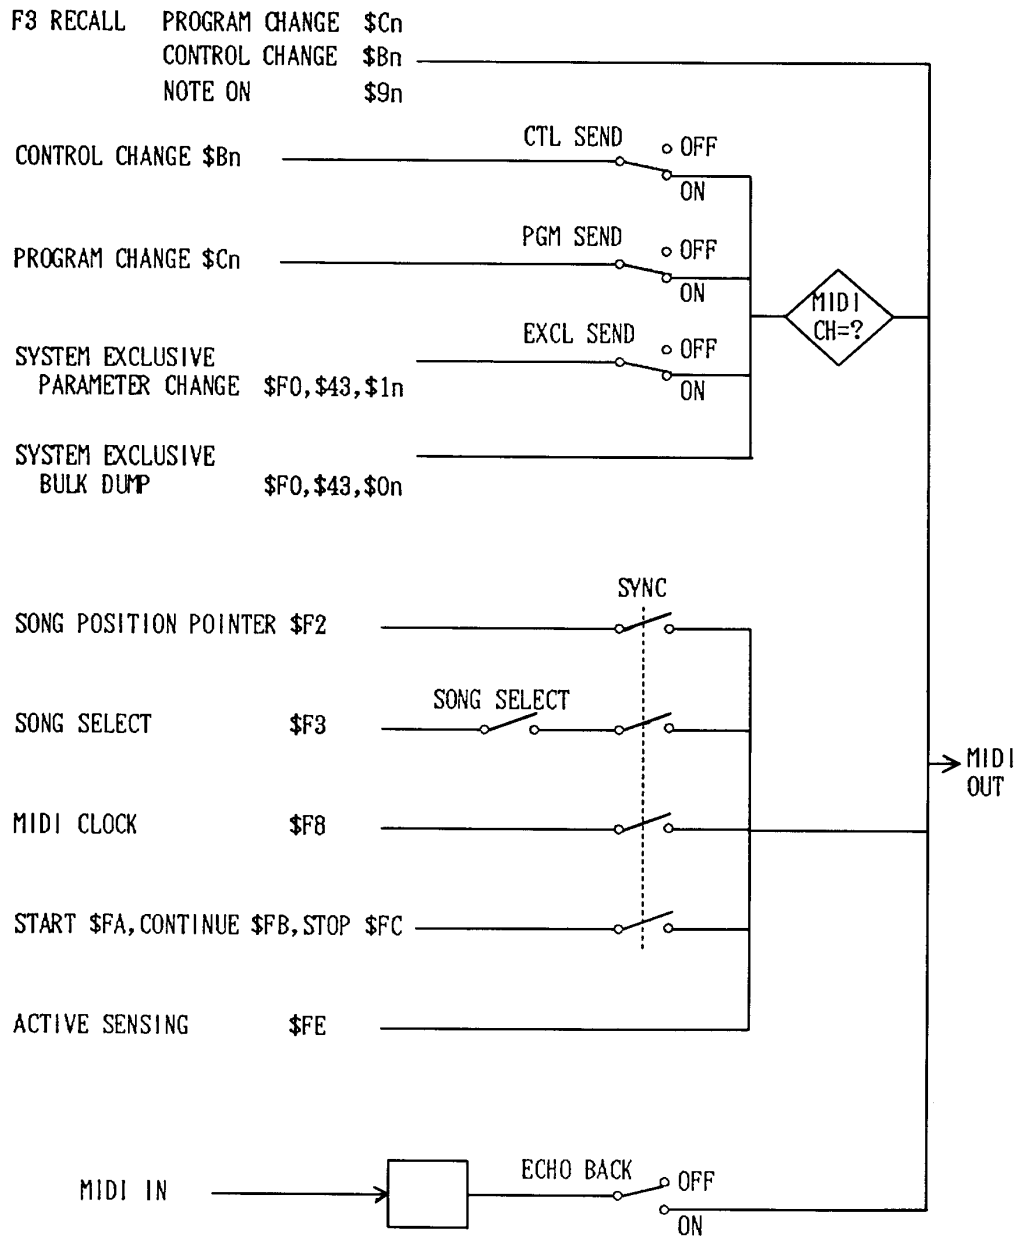 F3 RECALL PROGRAM CHANGE $Cn
CONTROL CHANGE $Bn
NOTE ON $9n
CTL SEND
OFF
CONTROL CHANGE $Bn
ON
PGM SEND
OFF
PROGRAM CHANGE $Cn
ON
MIDI
CH=?
EXCL SEND
OFF
SYSTEM EXCLUSIVE
PARAMETER CHANGE $F0,$43,$1n
ON
SYSTEM EXCLUSIVE
BULK DUMP $F0,$43,$0n
SYNC
SONG POSITION POINTER $F2
SONG SELECT
SONG SELECT $F3
MIDI
OUT
MIDI CLOCK $F8
START $FA,CONTINUE $FB,STOP $FC
ACTIVE SENSING $FE
ECHO BACK
OFF
MIDI IN
ON